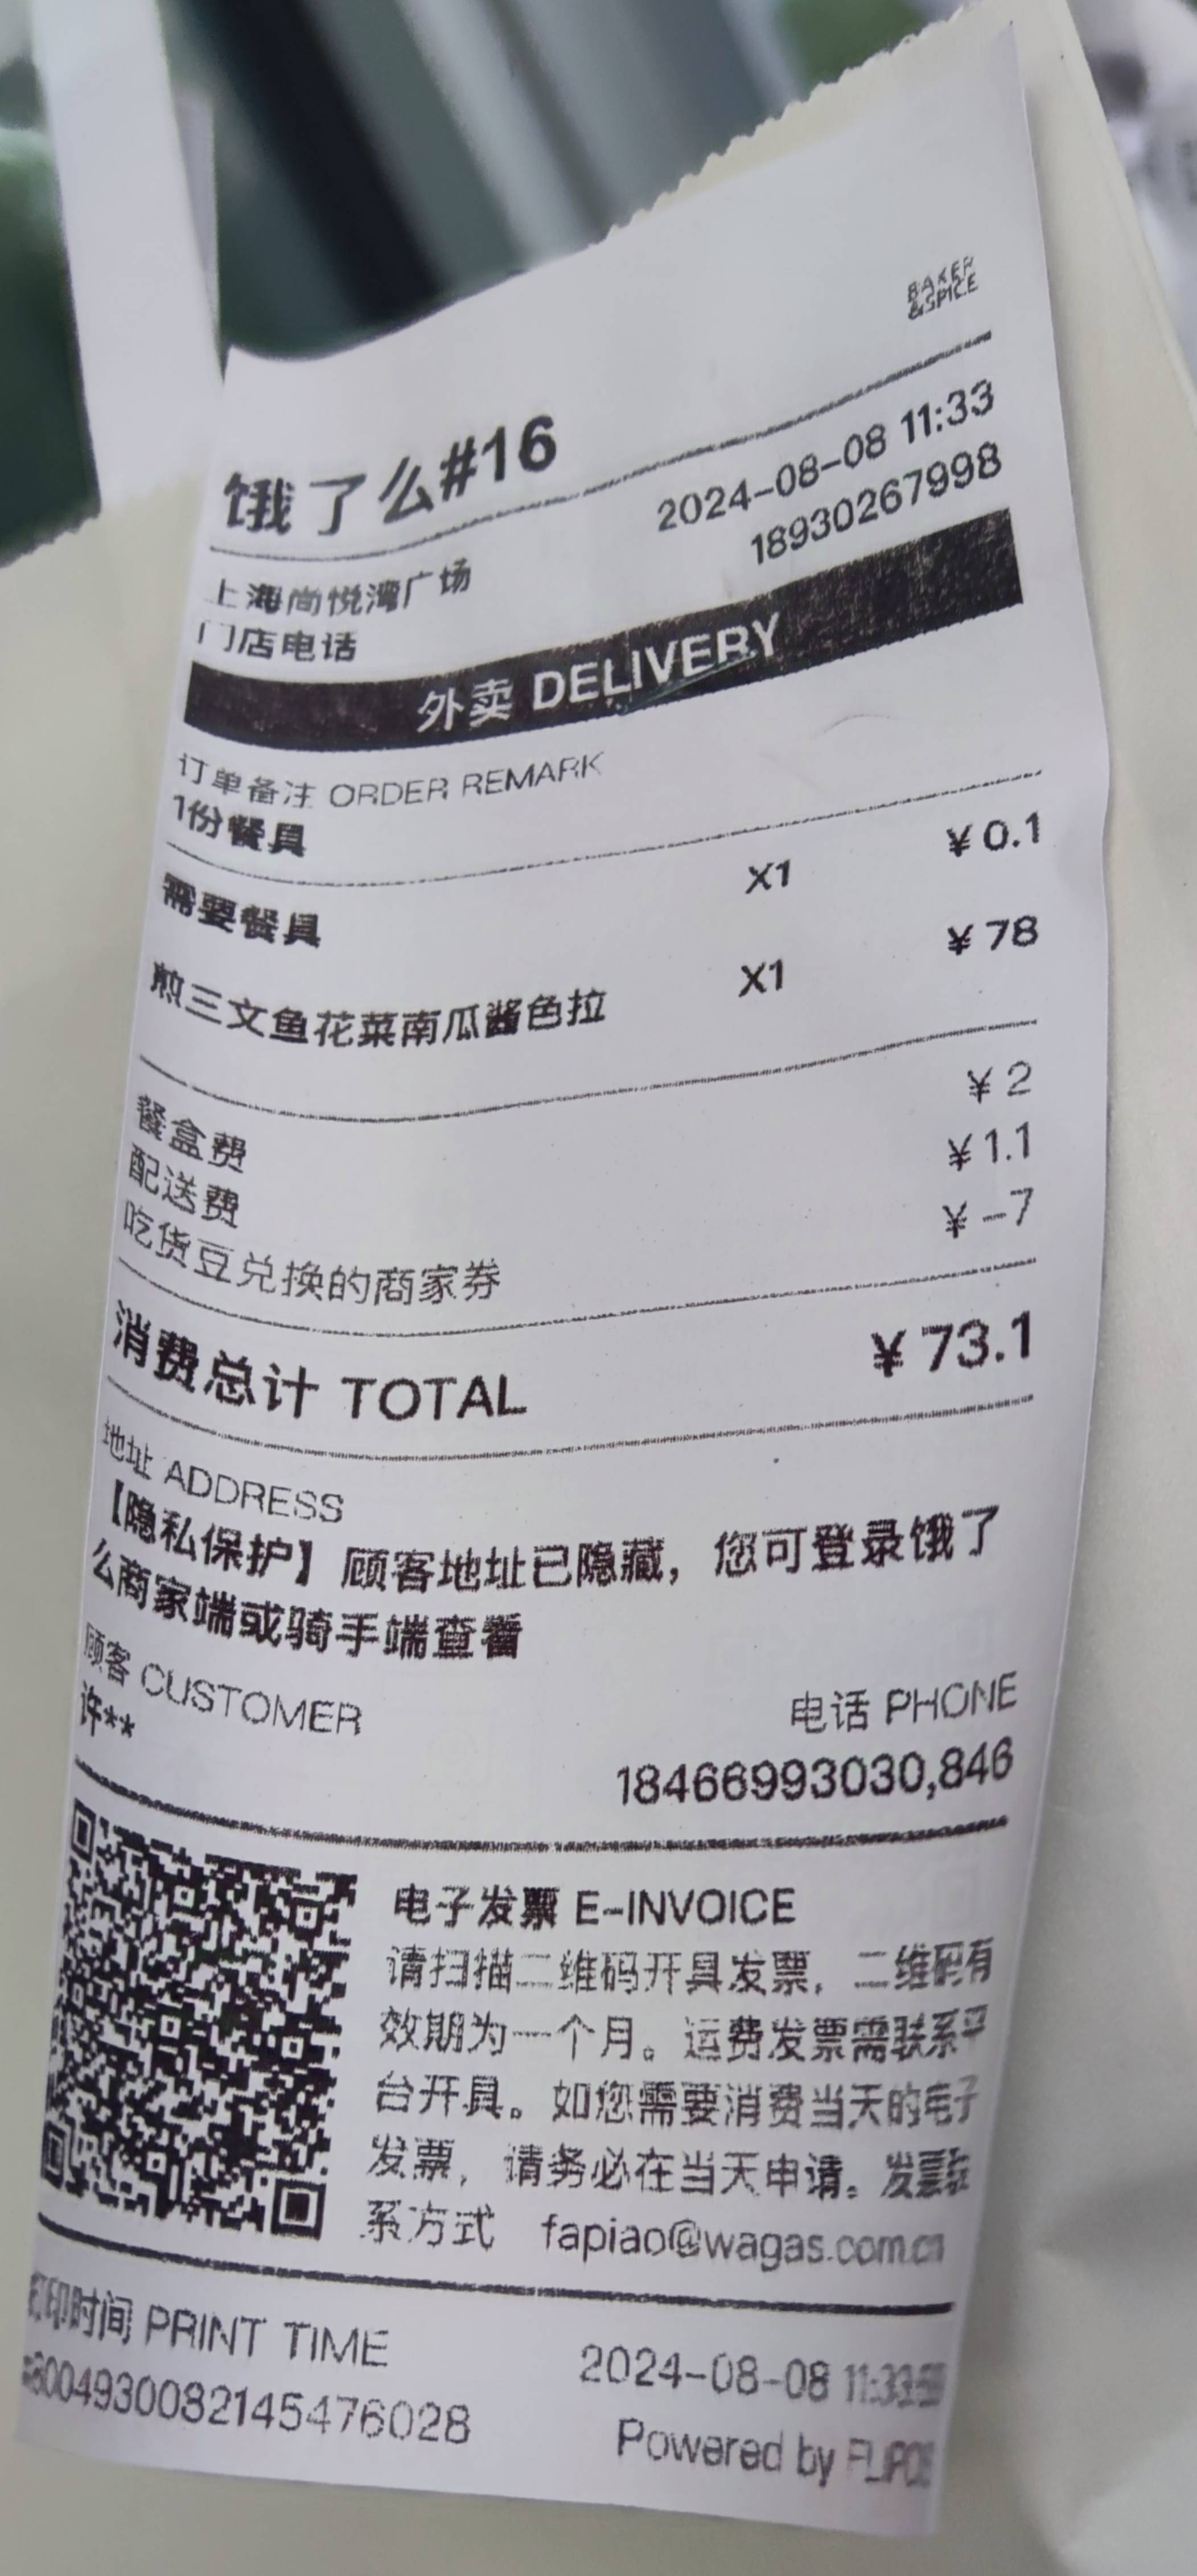 BAKER
&SPICE
饿了么#16
上海尚悦湾广场 2024-08-08 11:33
门店电话 18930267998
外卖 DELIVERY
订单备注 ORDER REMARK
1份餐具
需要餐具 X1 ¥0.1
煎三文鱼花菜南瓜酱色拉 X1 ¥78
餐盒费 ¥2
配送费 ¥1.1
吃货豆兑换的商家券 ¥-7
消费总计 TOTAL ¥73.1
地址 ADDRESS
【隐私保护】顾客地址已隐藏，您可登录饿了
么商家端或骑手端查看
顾客 CUSTOMER 电话 PHONE
许** 18466993030,846
电子发票 E-INVOICE
请扫描二维码开具发票，二维码有
效期为一个月。运费发票需联系平
台开具。如您需要消费当天的电子
发票，请务必在当天申请。发票联
系方式 fapiao@wagas.com.cn
打印时间 PRINT TIME 2024-08-08
8004930082145476028 Powered by FLIPOS